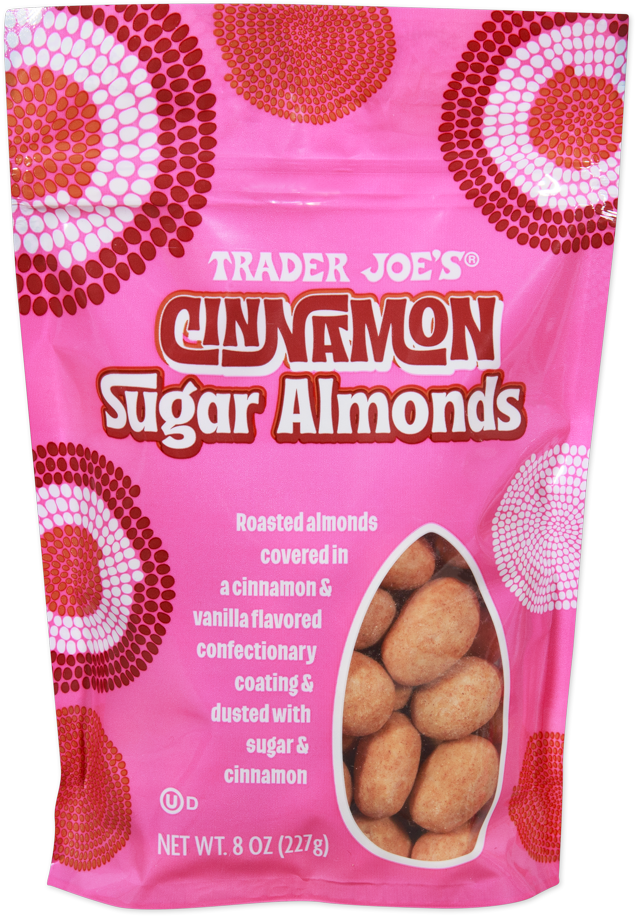 TRADER JOE'S®
CINNAMON
Sugar Almonds
Roasted almonds
covered in
a cinnamon &
vanilla flavored
confectionary
coating &
dusted with
sugar &
cinnamon
U D
NET WT. 8 OZ (227g)